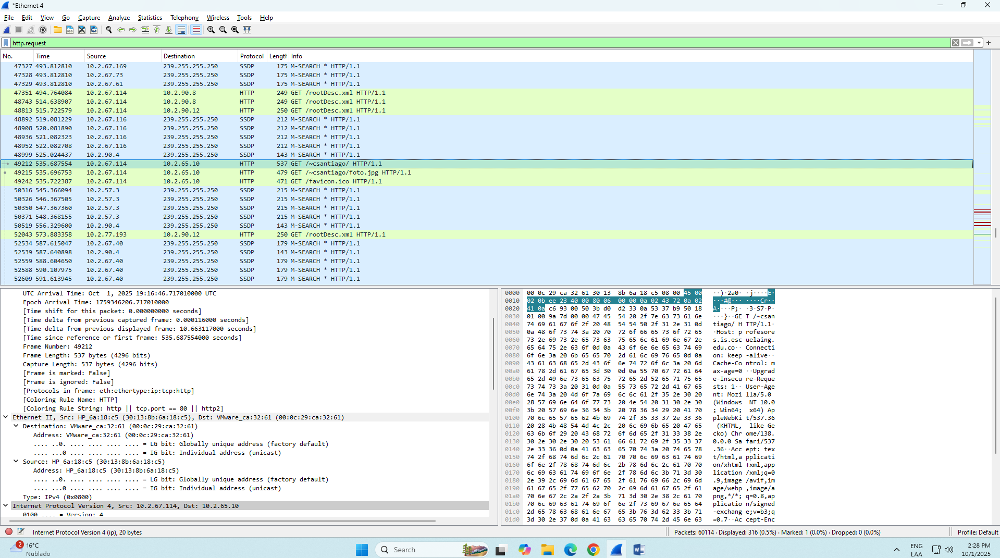 *Ethernet 4
File Edit View Go Capture Analyze Statistics Telephony Wireless Tools Help
http.request
No. Time Source Destination Protocol Length Info
47327 493.812810 10.2.67.169 239.255.255.250 SSDP 175 M-SEARCH * HTTP/1.1
47328 493.812810 10.2.67.73 239.255.255.250 SSDP 175 M-SEARCH * HTTP/1.1
47329 493.812810 10.2.67.61 239.255.255.250 SSDP 175 M-SEARCH * HTTP/1.1
47351 494.764084 10.2.67.114 10.2.90.8 HTTP 249 GET /rootDesc.xml HTTP/1.1
48743 514.638907 10.2.67.114 10.2.90.8 HTTP 249 GET /rootDesc.xml HTTP/1.1
48813 515.722579 10.2.67.114 10.2.90.12 HTTP 250 GET /rootDesc.xml HTTP/1.1
48892 519.081229 10.2.67.116 239.255.255.250 SSDP 212 M-SEARCH * HTTP/1.1
48908 520.081890 10.2.67.116 239.255.255.250 SSDP 212 M-SEARCH * HTTP/1.1
48936 521.082323 10.2.67.116 239.255.255.250 SSDP 212 M-SEARCH * HTTP/1.1
48952 522.082708 10.2.67.116 239.255.255.250 SSDP 212 M-SEARCH * HTTP/1.1
48999 525.024437 10.2.90.4 239.255.255.250 SSDP 143 M-SEARCH * HTTP/1.1
49212 535.687554 10.2.67.114 10.2.65.10 HTTP 537 GET /~csantiago/ HTTP/1.1
49215 535.696753 10.2.67.114 10.2.65.10 HTTP 479 GET /~csantiago/foto.jpg HTTP/1.1
49242 535.722387 10.2.67.114 10.2.65.10 HTTP 471 GET /favicon.ico HTTP/1.1
50316 545.366094 10.2.57.3 239.255.255.250 SSDP 215 M-SEARCH * HTTP/1.1
50326 546.367505 10.2.57.3 239.255.255.250 SSDP 215 M-SEARCH * HTTP/1.1
50350 547.367360 10.2.57.3 239.255.255.250 SSDP 215 M-SEARCH * HTTP/1.1
50371 548.368155 10.2.57.3 239.255.255.250 SSDP 215 M-SEARCH * HTTP/1.1
50519 556.329600 10.2.90.4 239.255.255.250 SSDP 143 M-SEARCH * HTTP/1.1
52043 573.883358 10.2.77.193 10.2.90.12 HTTP 250 GET /rootDesc.xml HTTP/1.1
52534 587.615047 10.2.67.40 239.255.255.250 SSDP 179 M-SEARCH * HTTP/1.1
52539 587.640898 10.2.90.4 239.255.255.250 SSDP 143 M-SEARCH * HTTP/1.1
52559 588.604650 10.2.67.40 239.255.255.250 SSDP 179 M-SEARCH * HTTP/1.1
52588 590.107975 10.2.67.40 239.255.255.250 SSDP 179 M-SEARCH * HTTP/1.1
52609 591.613945 10.2.67.40 239.255.255.250 SSDP 179 M-SEARCH * HTTP/1.1
UTC Arrival Time: Oct  1, 2025 19:16:46.717010000 UTC
Epoch Arrival Time: 1759346206.717010000
[Time shift for this packet: 0.000000000 seconds]
[Time delta from previous captured frame: 0.000116000 seconds]
[Time delta from previous displayed frame: 10.663117000 seconds]
[Time since reference or first frame: 535.687554000 seconds]
Frame Number: 49212
Frame Length: 537 bytes (4296 bits)
Capture Length: 537 bytes (4296 bits)
[Frame is marked: False]
[Frame is ignored: False]
[Protocols in frame: eth:ethertype:ip:tcp:http]
[Coloring Rule Name: HTTP]
[Coloring Rule String: http || tcp.port == 80 || http2]
Ethernet II, Src: HP_6a:18:c5 (30:13:8b:6a:18:c5), Dst: VMware_ca:32:61 (00:0c:29:ca:32:61)
Destination: VMware_ca:32:61 (00:0c:29:ca:32:61)
Address: VMware_ca:32:61 (00:0c:29:ca:32:61)
.... ..0. .... .... .... .... = LG bit: Globally unique address (factory default)
.... ...0 .... .... .... .... = IG bit: Individual address (unicast)
Source: HP_6a:18:c5 (30:13:8b:6a:18:c5)
Address: HP_6a:18:c5 (30:13:8b:6a:18:c5)
.... ..0. .... .... .... .... = LG bit: Globally unique address (factory default)
.... ...0 .... .... .... .... = IG bit: Individual address (unicast)
Type: IPv4 (0x0800)
Internet Protocol Version 4, Src: 10.2.67.114, Dst: 10.2.65.10
0100 .... = Version: 4
0000 00 0c 29 ca 32 61 30 13 8b 6a 18 c5 08 00 45 00 ··)·2a0· ·j····E·
0010 02 0b ee 23 40 00 80 06 00 00 0a 02 43 72 0a 02 ···#@··· ····Cr··
0020 41 0a c6 93 00 50 3b d0 d2 33 0a 53 37 b9 50 18 A····P;· ·3·S7·P·
0030 01 00 9a 7d 00 00 47 45 54 20 2f 7e 63 73 61 6e ···}··GE T /~csan
0040 74 69 61 67 6f 2f 20 48 54 54 50 2f 31 2e 31 0d tiago/ H TTP/1.1·
0050 0a 48 6f 73 74 3a 20 70 72 6f 66 65 73 6f 72 65 ·Host: p rofesore
0060 73 2e 69 73 2e 65 73 63 75 65 6c 61 69 6e 67 2e s.is.esc uelaing.
0070 65 64 75 2e 63 6f 0d 0a 43 6f 6e 6e 65 63 74 69 edu.co·· Connecti
0080 6f 6e 3a 20 6b 65 65 70 2d 61 6c 69 76 65 0d 0a on: keep -alive··
0090 43 61 63 68 65 2d 43 6f 6e 74 72 6f 6c 3a 20 6d Cache-Co ntrol: m
00a0 61 78 2d 61 67 65 3d 30 0d 0a 55 70 67 72 61 64 ax-age=0 ··Upgrad
00b0 65 2d 49 6e 73 65 63 75 72 65 2d 52 65 71 75 65 e-Insecu re-Reque
00c0 73 74 73 3a 20 31 0d 0a 55 73 65 72 2d 41 67 65 sts: 1·· User-Age
00d0 6e 74 3a 20 4d 6f 7a 69 6c 6c 61 2f 35 2e 30 20 nt: Mozi lla/5.0
00e0 28 57 69 6e 64 6f 77 73 20 4e 54 20 31 30 2e 30 (Windows NT 10.0
00f0 3b 20 57 69 6e 36 34 3b 20 78 36 34 29 20 41 70 ; Win64; x64) Ap
0100 70 6c 65 57 65 62 4b 69 74 2f 35 33 37 2e 33 36 pleWebKi t/537.36
0110 20 28 4b 48 54 4d 4c 2c 20 6c 69 6b 65 20 47 65 (KHTML, like Ge
0120 63 6b 6f 29 20 43 68 72 6f 6d 65 2f 31 33 38 2e cko) Chr ome/138.
0130 30 2e 30 2e 30 20 53 61 66 61 72 69 2f 35 33 37 0.0.0 Sa fari/537
0140 2e 33 36 0d 0a 41 63 63 65 70 74 3a 20 74 65 78 .36··Acc ept: tex
0150 74 2f 68 74 6d 6c 2c 61 70 70 6c 69 63 61 74 69 t/html,a pplicati
0160 6f 6e 2f 78 68 74 6d 6c 2b 78 6d 6c 2c 61 70 70 on/xhtml +xml,app
0170 6c 69 63 61 74 69 6f 6e 2f 78 6d 6c 3b 71 3d 30 lication /xml;q=0
0180 2e 39 2c 69 6d 61 67 65 2f 61 76 69 66 2c 69 6d .9,image /avif,im
0190 61 67 65 2f 77 65 62 70 2c 69 6d 61 67 65 2f 61 age/webp ,image/a
01a0 70 6e 67 2c 2a 2f 2a 3b 71 3d 30 2e 38 2c 61 70 png,*/*; q=0.8,ap
01b0 70 6c 69 63 61 74 69 6f 6e 2f 73 69 67 6e 65 64 plicatio n/signed
01c0 2d 65 78 63 68 61 6e 67 65 3b 76 3d 62 33 3b 71 -exchang e;v=b3;q
01d0 3d 30 2e 37 0d 0a 41 63 63 65 70 74 2d 45 6e 63 =0.7··Ac cept-Enc
Internet Protocol Version 4 (ip), 20 bytes Packets: 60114 · Displayed: 316 (0.5%) · Marked: 1 (0.0%) · Dropped: 0 (0.0%) Profile: Default
2 16°C Nublado
Search
ENG LAA
2:28 PM
10/1/2025